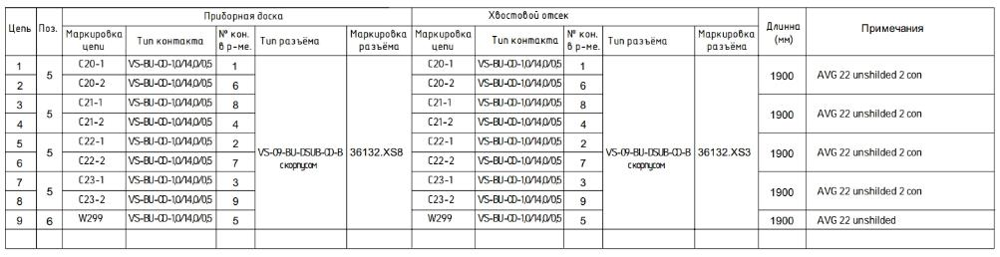 Цепь Поз. Приборная доска Хвостовой отсек Длинна (мм) Примечания
Маркировка цепи Тип контакта № кон. в р-ме. Тип разъёма Маркировка разъёма Маркировка цепи Тип контакта № кон. в р-ме. Тип разъёма Маркировка разъёма
1 5 C20-1 VS-BU-CD-1,0/14,0/0,5 1 VS-09-BU-DSUB-CD-B с корпусом 36132.XS8 C20-1 VS-BU-CD-1,0/14,0/0,5 1 VS-09-BU-DSUB-CD-B с корпусом 36132.XS3 1900 AVG 22 unshilded 2 con
2 C20-2 VS-BU-CD-1,0/14,0/0,5 6 C20-2 VS-BU-CD-1,0/14,0/0,5 6
3 5 C21-1 VS-BU-CD-1,0/14,0/0,5 8 C21-1 VS-BU-CD-1,0/14,0/0,5 8 1900 AVG 22 unshilded 2 con
4 C21-2 VS-BU-CD-1,0/14,0/0,5 4 C21-2 VS-BU-CD-1,0/14,0/0,5 4
5 5 C22-1 VS-BU-CD-1,0/14,0/0,5 2 C22-1 VS-BU-CD-1,0/14,0/0,5 2 1900 AVG 22 unshilded 2 con
6 C22-2 VS-BU-CD-1,0/14,0/0,5 7 C22-2 VS-BU-CD-1,0/14,0/0,5 7
7 5 C23-1 VS-BU-CD-1,0/14,0/0,5 3 C23-1 VS-BU-CD-1,0/14,0/0,5 3 1900 AVG 22 unshilded 2 con
8 C23-2 VS-BU-CD-1,0/14,0/0,5 9 C23-2 VS-BU-CD-1,0/14,0/0,5 9
9 6 W299 VS-BU-CD-1,0/14,0/0,5 5 W299 VS-BU-CD-1,0/14,0/0,5 5 1900 AVG 22 unshilded